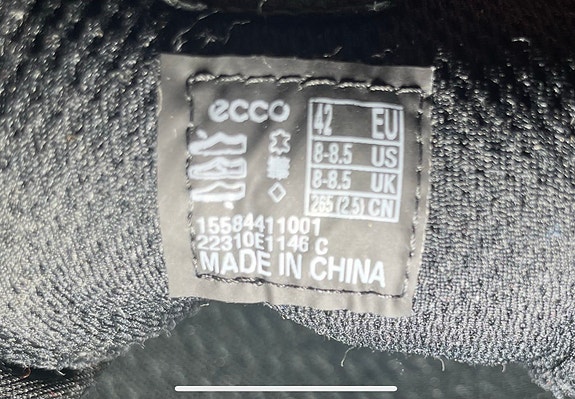 ecco
42 EU
8-8.5 US
8-8.5 UK
265 (2.5) CN
15584411001
22310E1146 C
MADE IN CHINA